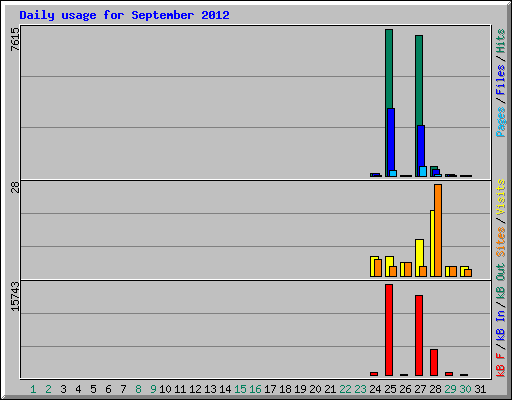 Daily usage for September 2012
7615
Pages / Files / Hits
28
Sites / Visits
15743
kB F / kB In / kB Out
1 2 3 4 5 6 7 8 9 10 11 12 13 14 15 16 17 18 19 20 21 22 23 24 25 26 27 28 29 30 31